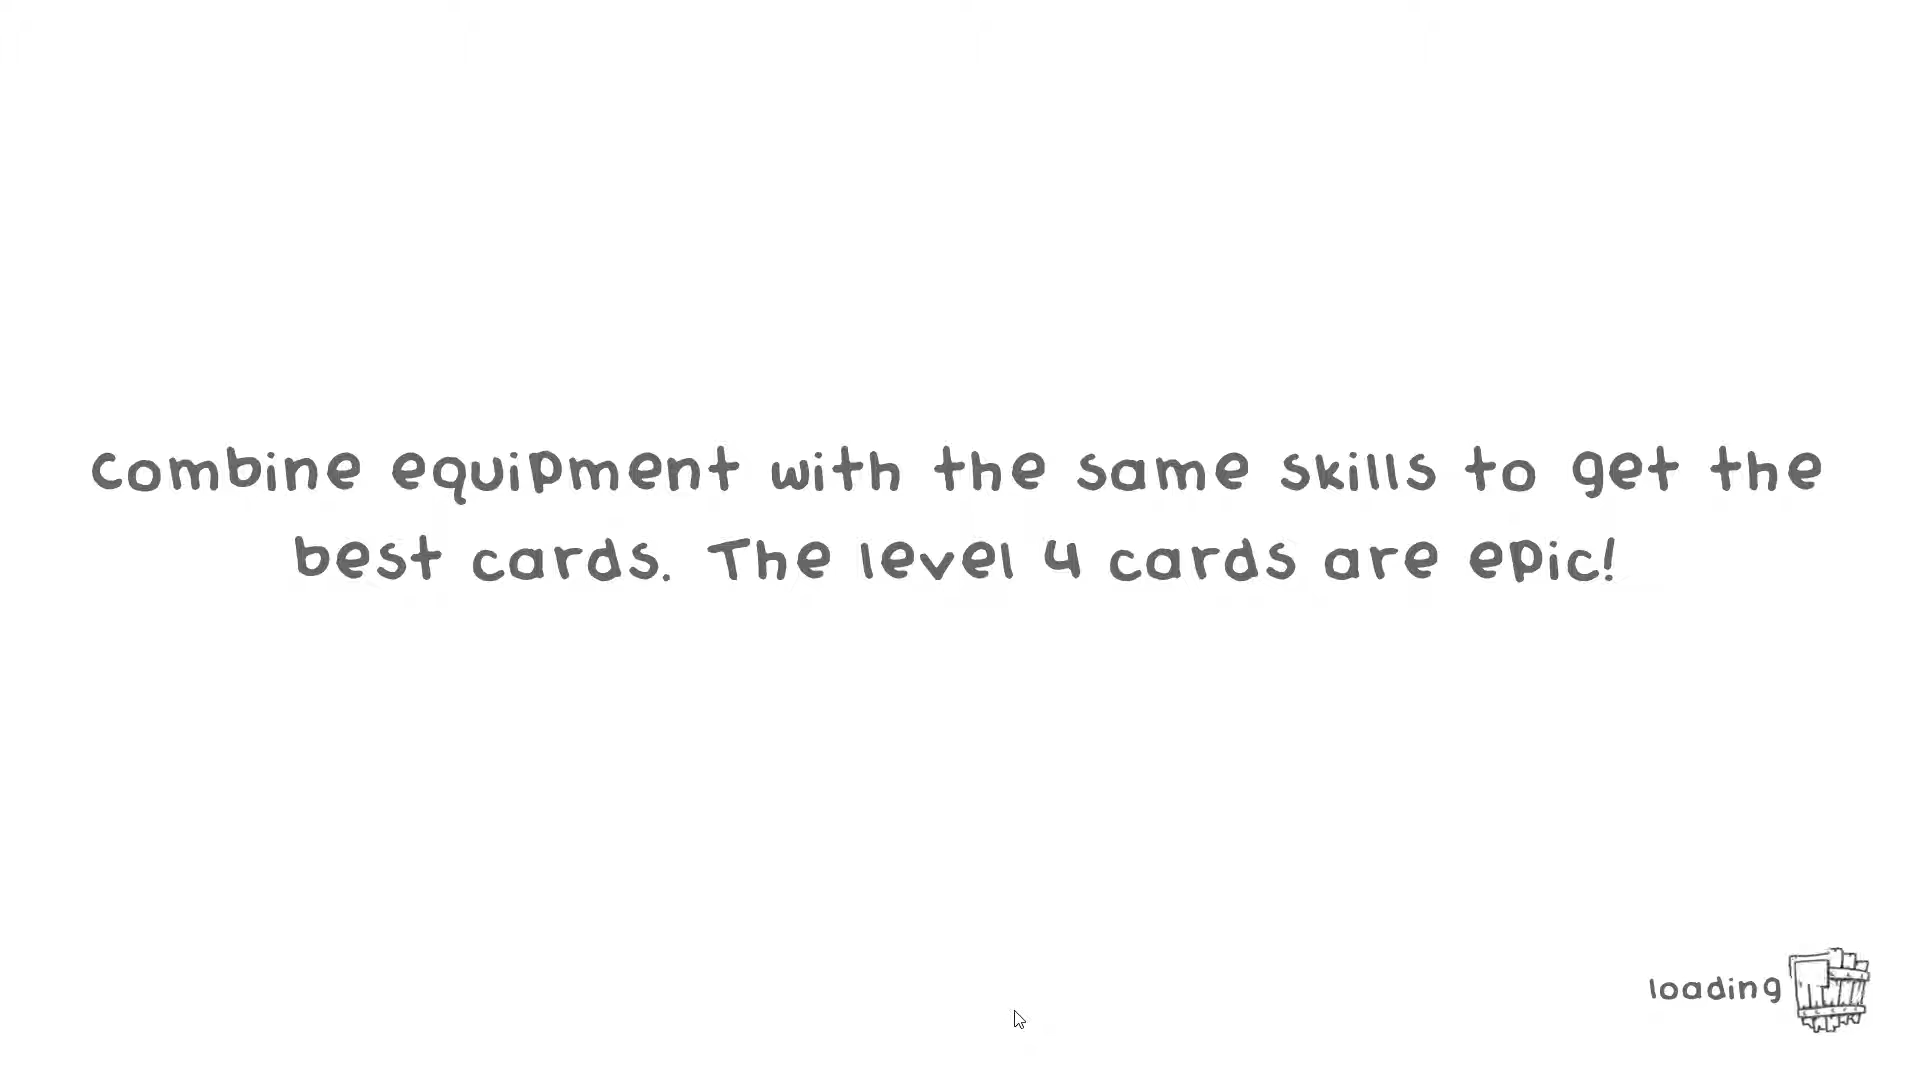 combine equipment with the same skills to get the
best cards. The level 4 cards are epic!
loading